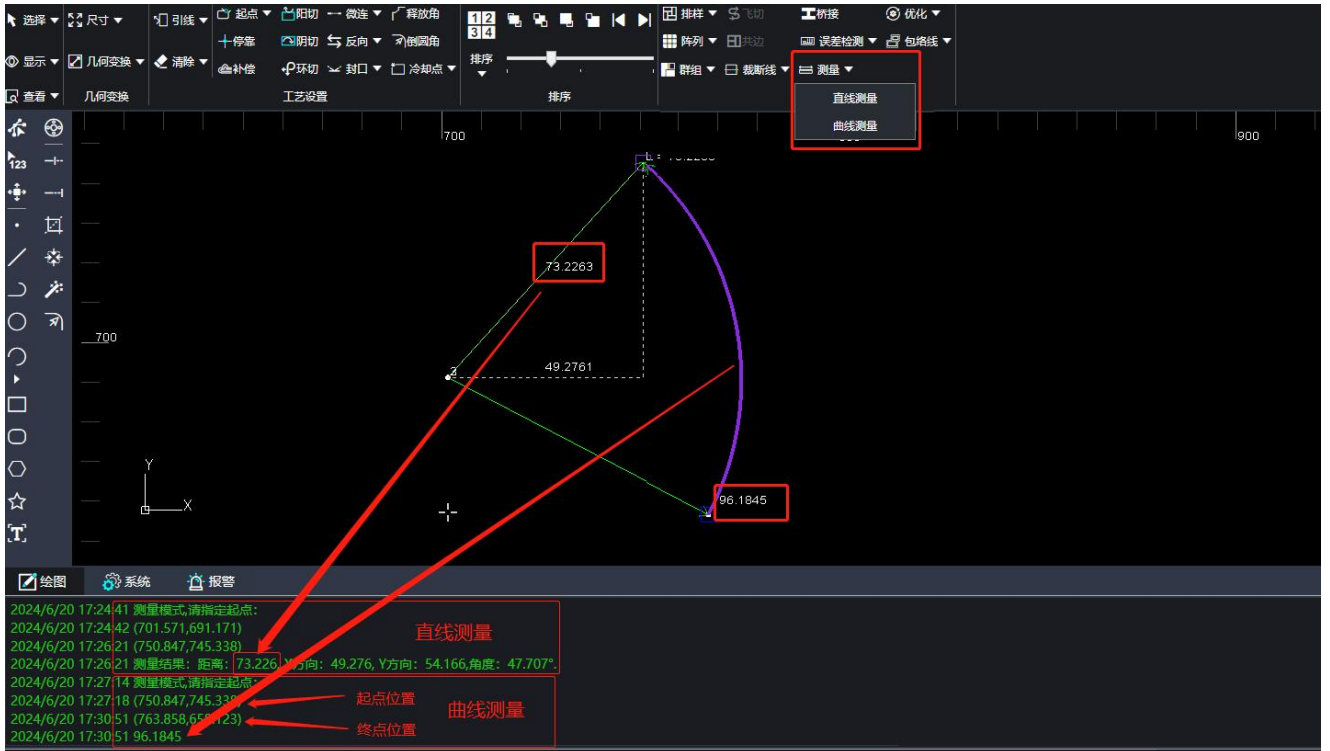 选择 ▼ 尺寸 ▼ 引线 ▼ 起点 ▼ 阳切 微连 ▼ 释放角 1 2 3 4 排样 ▼ 飞切 桥接 优化 ▼
停靠 阴切 反向 ▼ 倒圆角 阵列 ▼ 共边 误差检测 ▼ 包络线 ▼
显示 ▼ 几何变换 ▼ 清除 ▼ 补偿 环切 封口 ▼ 冷却点 ▼ 排序 ▼ 群组 ▼ 裁断线 ▼ 测量 ▼
查看 ▼ 几何变换 工艺设置 排序 直线测量
曲线测量
700 900
123
73.2263
700
49.2761
3
Y
96.1845
X
[T]
绘图 系统 报警
2024/6/20 17:24:41 测量模式,请指定起点:
2024/6/20 17:24:42 (701.571,691.171)
直线测量
2024/6/20 17:26:21 (750.847,745.338)
2024/6/20 17:26:21 测量结果：距离：73.226, X方向：49.276, Y方向：54.166,角度：47.707°.
2024/6/20 17:27:14 测量模式,请指定起点:
2024/6/20 17:27:18 (750.847,745.338) 起点位置
曲线测量
2024/6/20 17:30:51 (763.858, 123) 终点位置
2024/6/20 17:30:51 96.1845